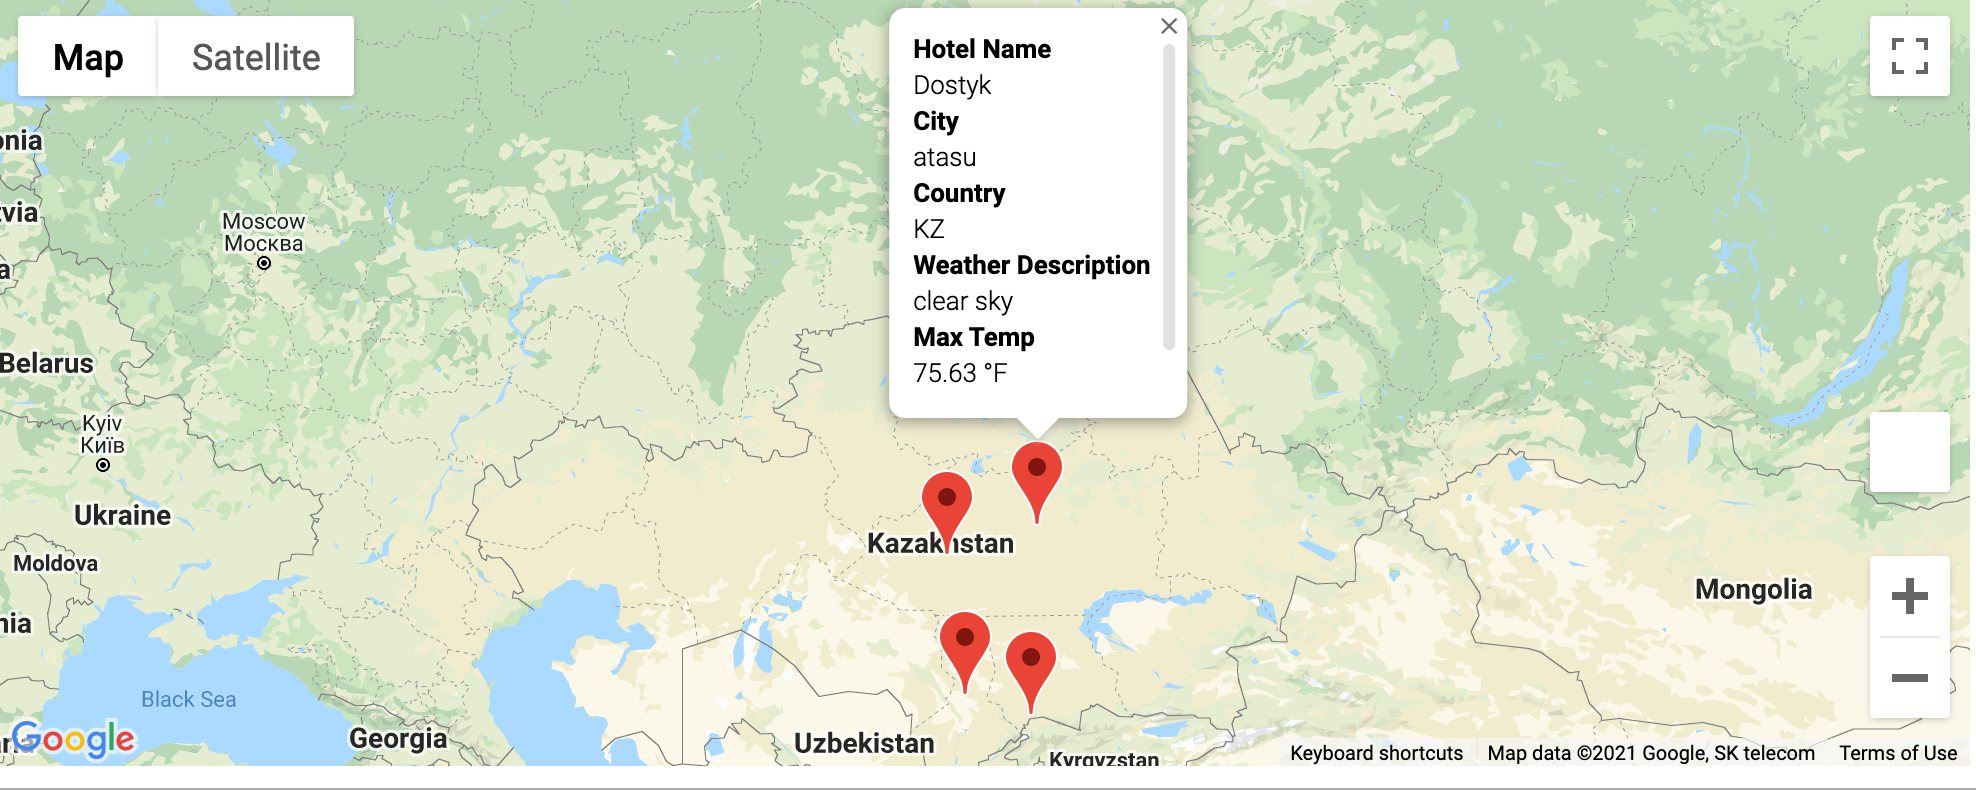 Map
Satellite
Hotel Name
Dostyk
City
atasu
Country
KZ
Weather Description
clear sky
Max Temp
75.63 °F
onia
tvia
a
Moscow
Москва
Belarus
Kyiv
Київ
Ukraine
Moldova
nia
Black Sea
Georgia
Kazakhstan
Uzbekistan
Kyrgyzstan
Mongolia
Google
Keyboard shortcuts
Map data ©2021 Google, SK telecom
Terms of Use